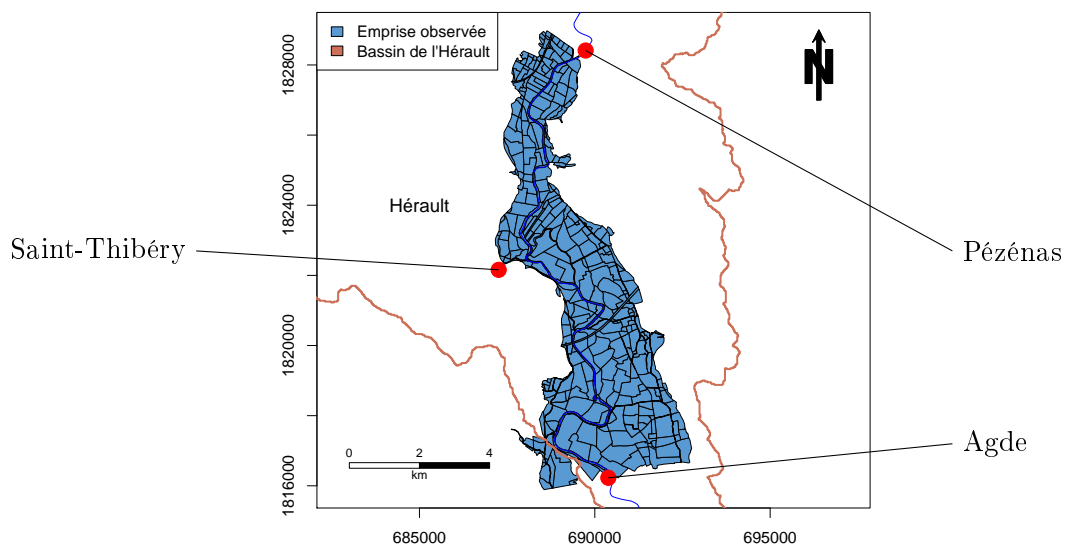 Emprise observée
Bassin de l'Hérault
N
1828000
1824000
1820000
1816000
Hérault
Saint-Thibéry
Pézénas
Agde
0 2 4
km
685000 690000 695000